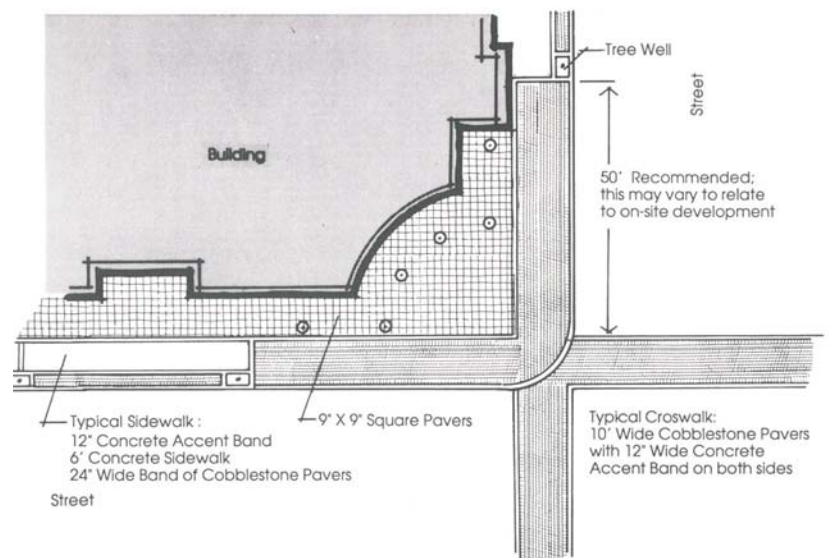 Tree Well
Street
Building
50' Recommended;
this may vary to relate
to on-site development
Typical Sidewalk :
12" Concrete Accent Band
6' Concrete Sidewalk
24" Wide Band of Cobblestone Pavers
9" X 9" Square Pavers
Typical Croswalk:
10' Wide Cobblestone Pavers
with 12" Wide Concrete
Accent Band on both sides
Street